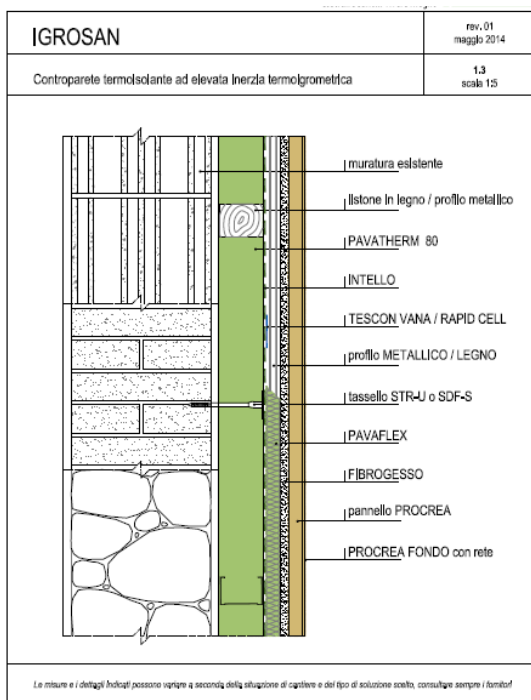 IGROSAN
rev. 01
maggio 2014
Controparete termoisolante ad elevata inerzia termoigrometrica
1.3
scala 1:5
muratura esistente
listone in legno / profilo metallico
PAVATHERM 80
INTELLO
TESCON VANA / RAPID CELL
profilo METALLICO / LEGNO
tassello STR-U o SDF-S
PAVAFLEX
FIBROGESSO
pannello PROCREA
PROCREA FONDO con rete
Le misure e i dettagli indicati possono variare a seconda della situazione di cantiere e del tipo di soluzione scelto, consultare sempre i fornitori